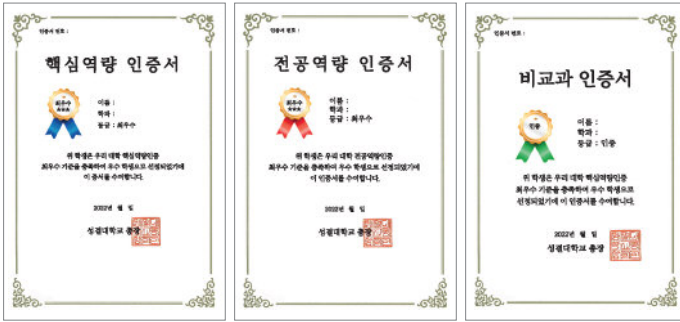 인증서 번호 :
핵심역량 인증서
최우수
★★★
이름 :
학과 :
등급 : 최우수
위 학생은 우리 대학 핵심역량인증
최우수 기준을 충족하여 우수 학생으로 선정되었기에
이 증서를 수여합니다.
2022년 월 일
성결대학교 총장
인증서 번호 :
전공역량 인증서
최우수
★★★
이름 :
학과 :
등급 : 최우수
위 학생은 우리 대학 전공역량인증
최우수 기준을 충족하여 우수 학생으로 선정되었기에
이 인증서를 수여합니다.
2022년 월 일
성결대학교 총장
인증서 번호 :
비교과 인증서
인증
이름 :
학과 :
등급 : 인증
위 학생은 우리 대학 핵심역량인증
최우수 기준을 충족하여 우수 학생으로
선정되었기에 이 인증서를 수여합니다.
2022년 월 일
성결대학교 총장